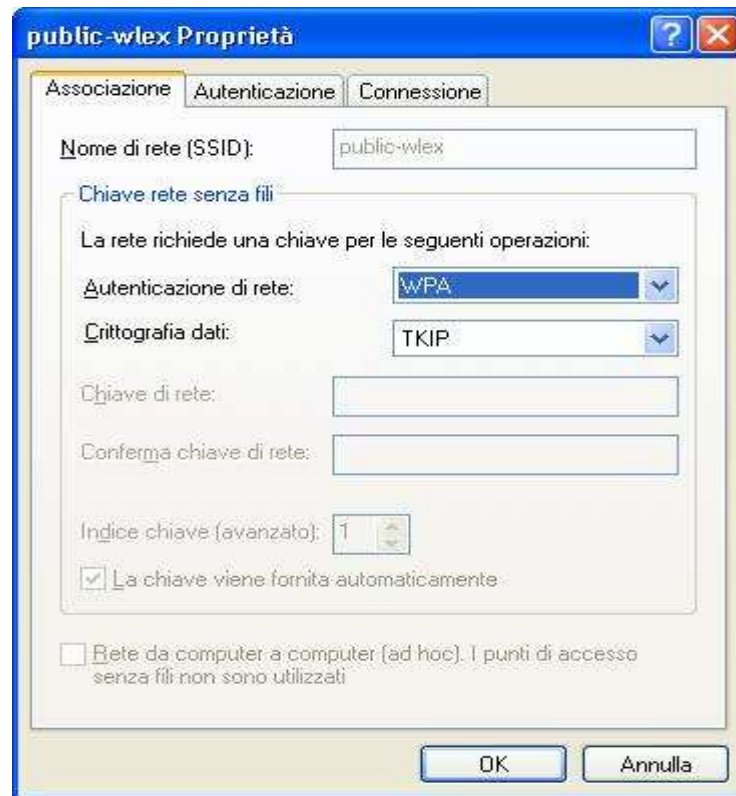 public-wlex Proprietà
Associazione Autenticazione Connessione
Nome di rete (SSID): public-wlex
Chiave rete senza fili
La rete richiede una chiave per le seguenti operazioni:
Autenticazione di rete: WPA
Crittografia dati: TKIP
Chiave di rete:
Conferma chiave di rete:
Indice chiave (avanzato): 1
La chiave viene fornita automaticamente
Rete da computer a computer (ad hoc). I punti di accesso
senza fili non sono utilizzati
OK Annulla